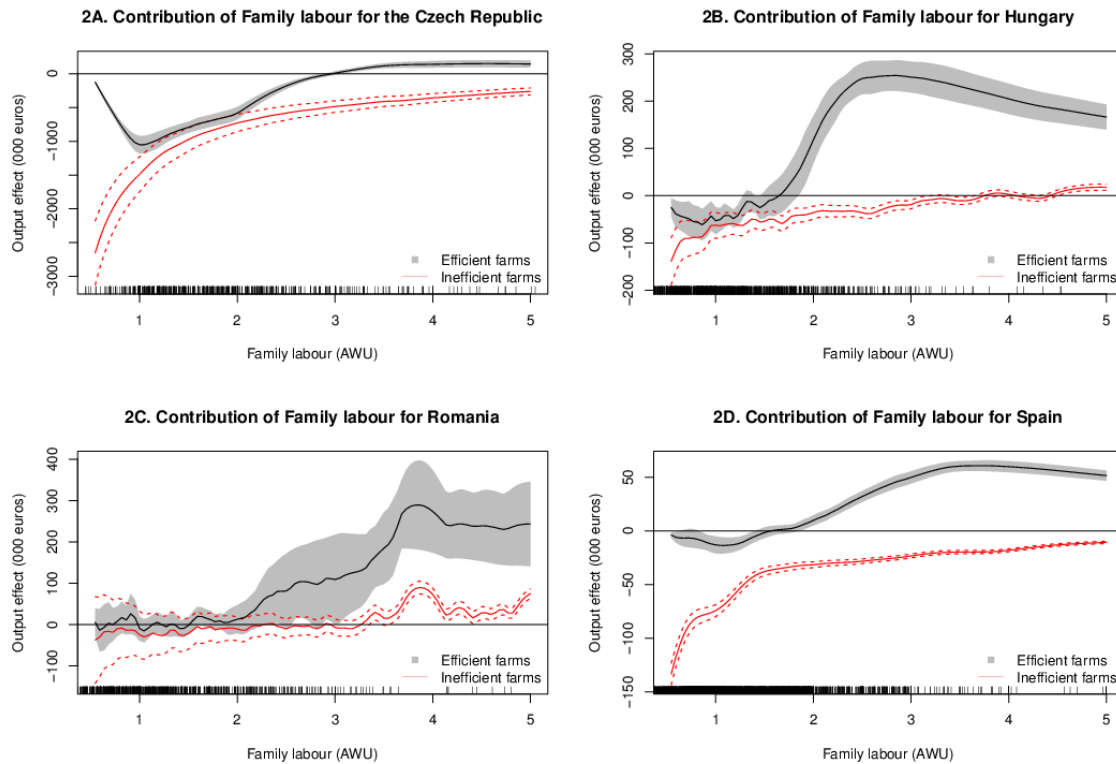 2A. Contribution of Family labour for the Czech Republic
Output effect (000 euros)
0
-1000
-2000
-3000
Efficient farms
Inefficient farms
1 2 3 4 5
Family labour (AWU)
2B. Contribution of Family labour for Hungary
Output effect (000 euros)
300
200
100
0
-100
-200
Efficient farms
Inefficient farms
1 2 3 4 5
Family labour (AWU)
2C. Contribution of Family labour for Romania
Output effect (000 euros)
400
300
200
100
0
-100
Efficient farms
Inefficient farms
1 2 3 4 5
Family labour (AWU)
2D. Contribution of Family labour for Spain
Output effect (000 euros)
50
0
-50
-100
-150
Efficient farms
Inefficient farms
1 2 3 4 5
Family labour (AWU)